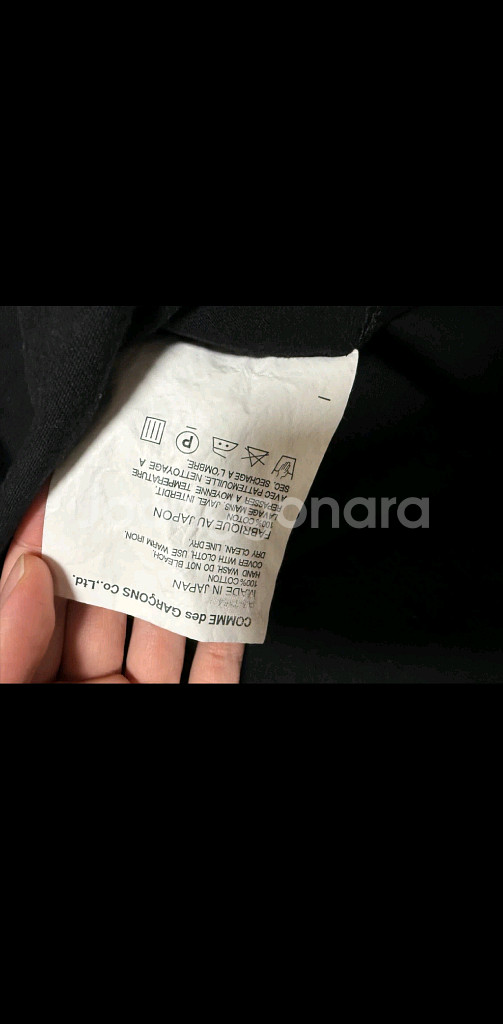 COMME des GARÇONS Co.,Ltd.
MADE IN JAPAN
100% COTTON
HAND WASH. DO NOT BLEACH.
COVER WITH CLOTH. USE WARM IRON.
DRY CLEAN. LINE DRY.
FABRIQUE AU JAPON
100% COTON
LAVAGE MAINS. JAVEL INTERDIT.
REPASSER A MOYENNE TEMPERATURE
AVEC PATTEMOUILLE. NETTOYAGE A
SEC. SECHAGE A L'OMBRE.
P
onara